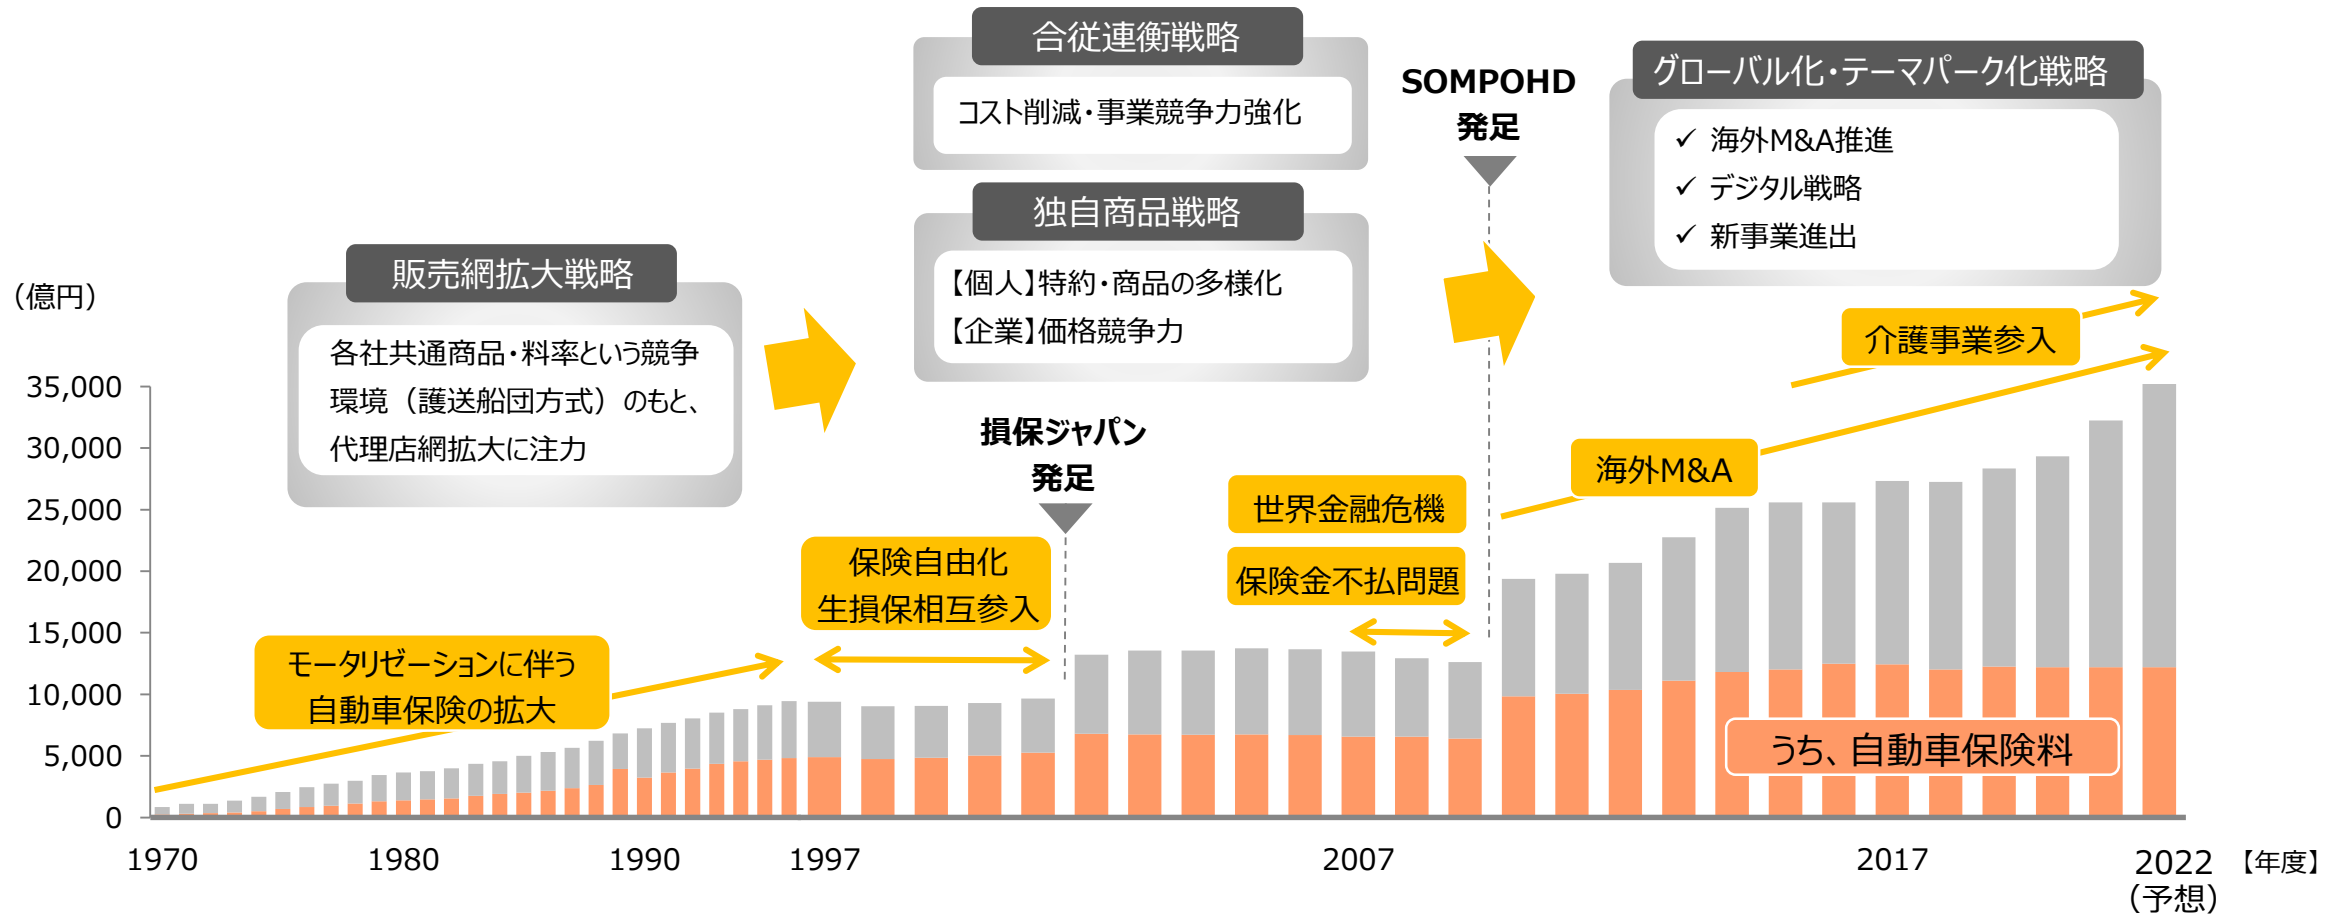 合従連衡戦略
コスト削減・事業競争力強化
SOMPOHD
発足
グローバル化・テーマパーク化戦略
✓ 海外M&A推進
✓ デジタル戦略
✓ 新事業進出
独自商品戦略
【個人】特約・商品の多様化
【企業】価格競争力
販売網拡大戦略
各社共通商品・料率という競争
環境（護送船団方式）のもと、
代理店網拡大に注力
（億円）
介護事業参入
損保ジャパン
発足
海外M&A
世界金融危機
保険金不払問題
保険自由化
生損保相互参入
モータリゼーションに伴う
自動車保険の拡大
うち、自動車保険料
35,000
30,000
25,000
20,000
15,000
10,000
5,000
0
1970
1980
1990
1997
2007
2017
2022
（予想）
【年度】